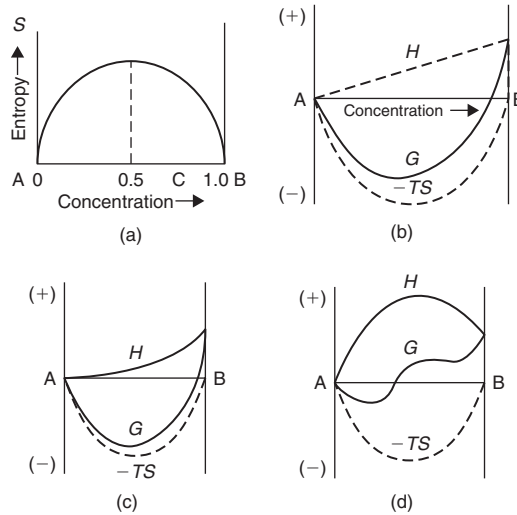 S
Entropy
A 0 0.5 C 1.0 B
Concentration
(a)
(+)
H
A B
Concentration
G
−TS
(−)
(b)
(+)
H
A B
G
−TS
(−)
(c)
(+)
H
G
A B
−TS
(−)
(d)